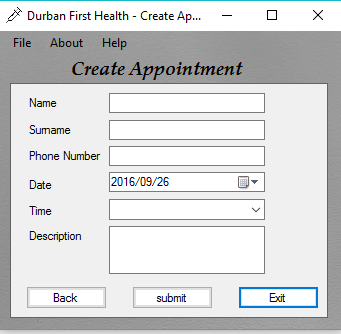 Durban First Health - Create Ap...
File About Help
Create Appointment
Name
Surname
Phone Number
Date 2016/09/26
Time
Description
Back submit Exit